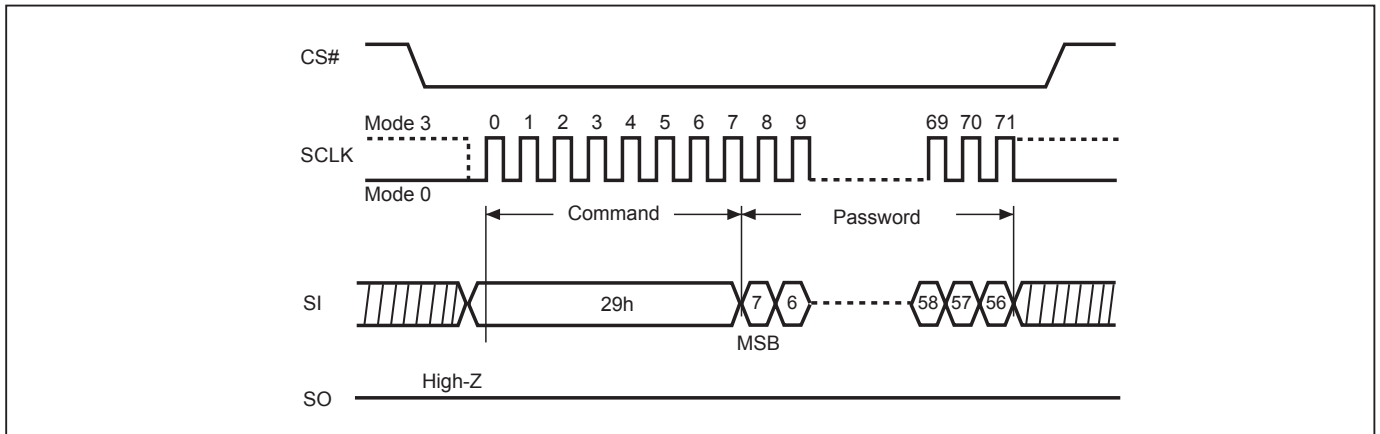 CS#
Mode 3 0 1 2 3 4 5 6 7 8 9 69 70 71
SCLK
Mode 0
Command Password
SI 29h 7 6 58 57 56
MSB
High-Z
SO